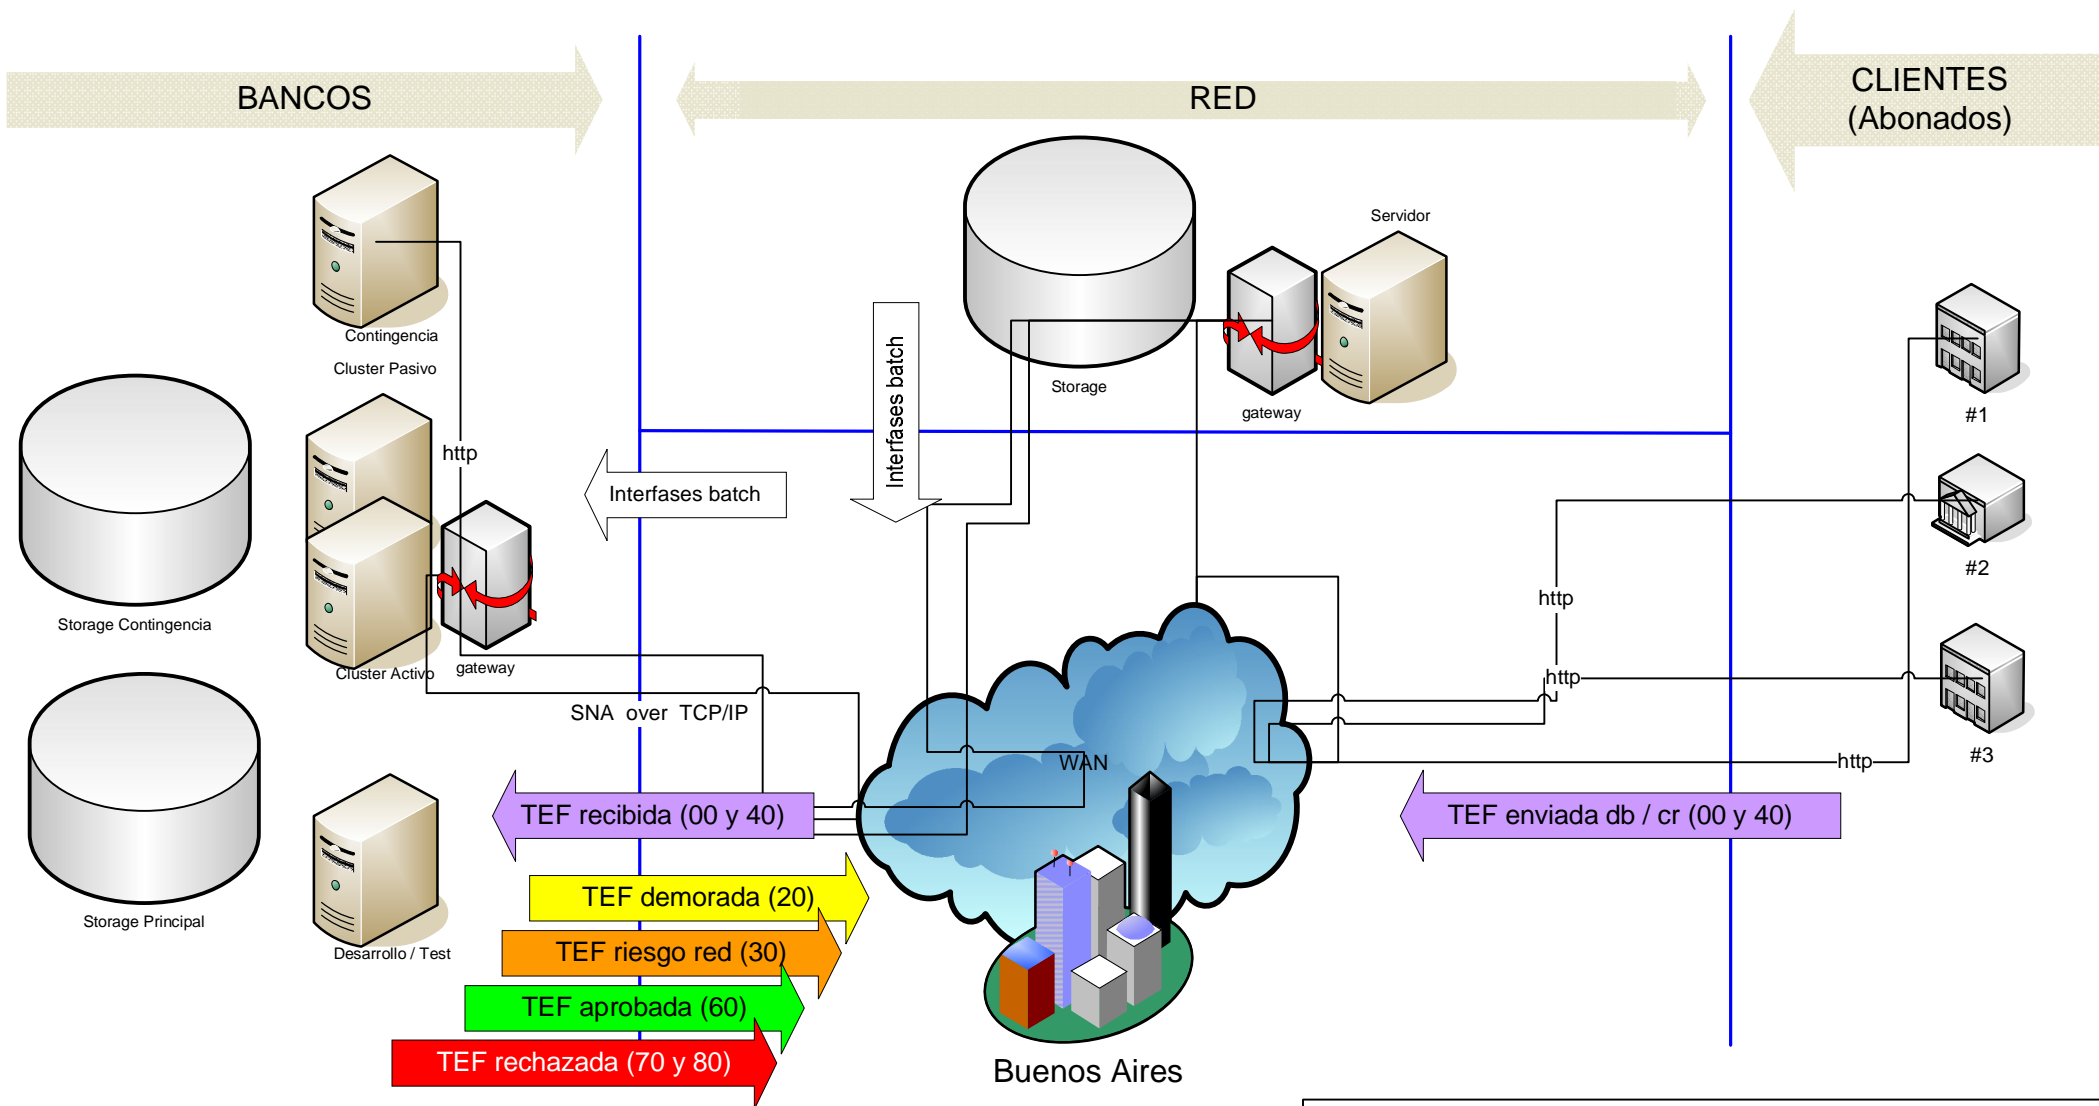 BANCOS
RED
CLIENTES
(Abonados)
Contingencia
Cluster Pasivo
Servidor
Storage
gateway
Interfases batch
http
Interfases batch
Storage Contingencia
Cluster Activo
gateway
SNA over TCP/IP
#1
#2
#3
http
http
http
WAN
TEF recibida (00 y 40)
TEF enviada db / cr (00 y 40)
TEF demorada (20)
TEF riesgo red (30)
TEF aprobada (60)
TEF rechazada (70 y 80)
Storage Principal
Desarrollo / Test
Buenos Aires